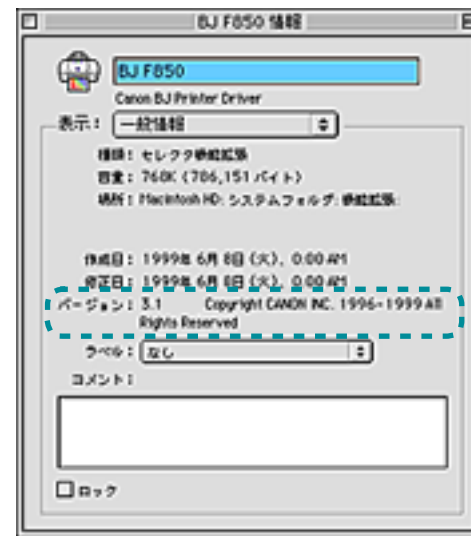 BJ F850 情報
BJ F850
Canon BJ Printer Driver
表示： 一般情報
種類： セレクタ機能拡張
容量： 768K (786,151 バイト)
場所： Macintosh HD: システムフォルダ: 機能拡張:
作成日： 1999年 6月 8日 (火), 0:00 AM
修正日： 1999年 6月 8日 (火), 0:00 AM
バージョン： 3.1 Copyright CANON INC. 1996-1999 All
Rights Reserved
ラベル： なし
コメント：
ロック